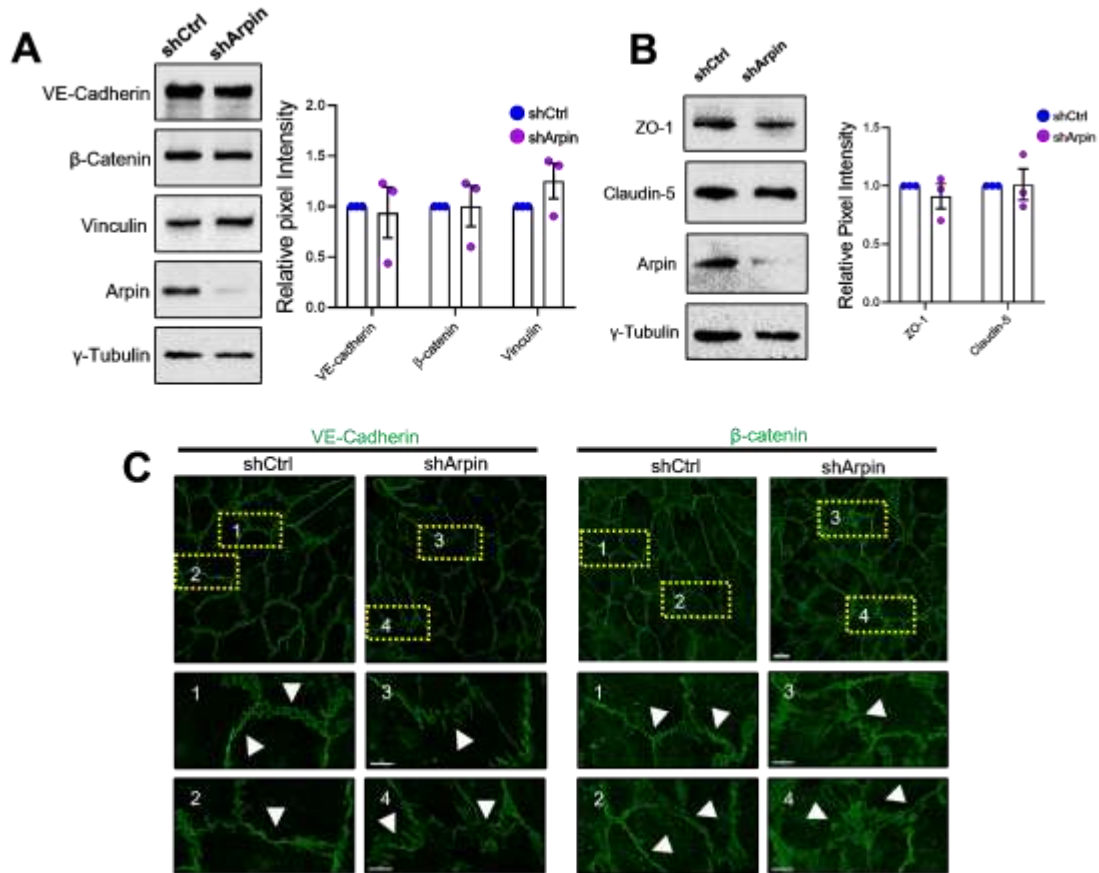 A
shCtrl
shArpin
VE-Cadherin
β-Catenin
Vinculin
Arpin
γ-Tubulin
Relative pixel Intensity
2.0
1.5
1.0
0.5
0.0
shCtrl
shArpin
VE-cadherin
β-catenin
Vinculin
B
shCtrl
shArpin
ZO-1
Claudin-5
Arpin
γ-Tubulin
Relative Pixel Intensity
1.5
1.0
0.5
0.0
shCtrl
shArpin
ZO-1
Claudin-5
C
VE-Cadherin
shCtrl
shArpin
β-catenin
shCtrl
shArpin
1
2
3
4
1
2
3
4
1
3
1
3
2
4
2
4